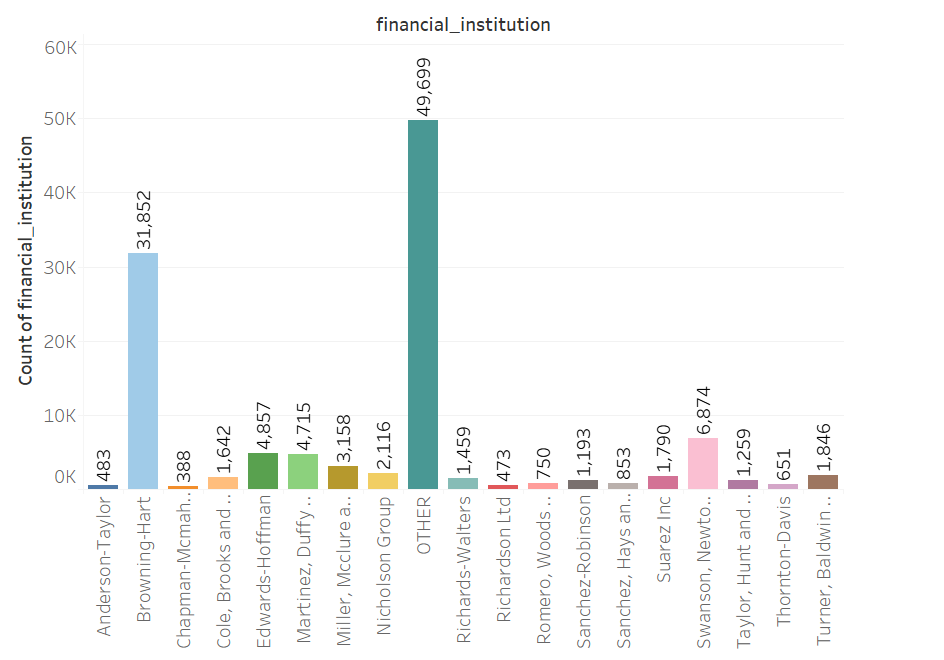 financial_institution
Count of financial_institution
60K
50K
40K
30K
20K
10K
0K
483
31,852
388
1,642
4,857
4,715
3,158
2,116
49,699
1,459
473
750
1,193
853
1,790
6,874
1,259
651
1,846
Anderson-Taylor
Browning-Hart
Chapman-Mcmah..
Cole, Brooks and ..
Edwards-Hoffman
Martinez, Duffy ..
Miller, Mcclure a..
Nicholson Group
OTHER
Richards-Walters
Richardson Ltd
Romero, Woods ..
Sanchez-Robinson
Sanchez, Hays an..
Suarez Inc
Swanson, Newto..
Taylor, Hunt and ..
Thornton-Davis
Turner, Baldwin ..